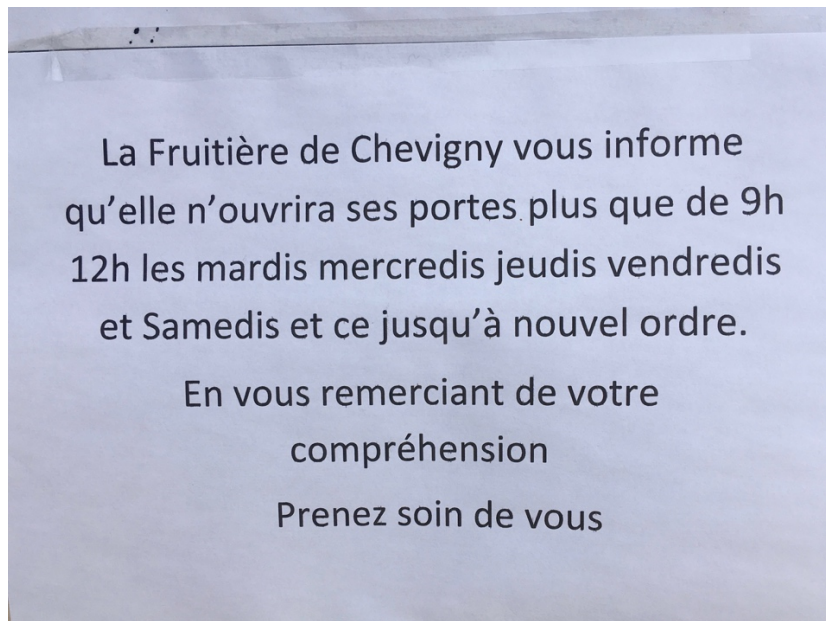 La Fruitière de Chevigny vous informe
qu'elle n'ouvrira ses portes plus que de 9h
12h les mardis mercredis jeudis vendredis
et Samedis et ce jusqu'à nouvel ordre.
En vous remerciant de votre
compréhension
Prenez soin de vous